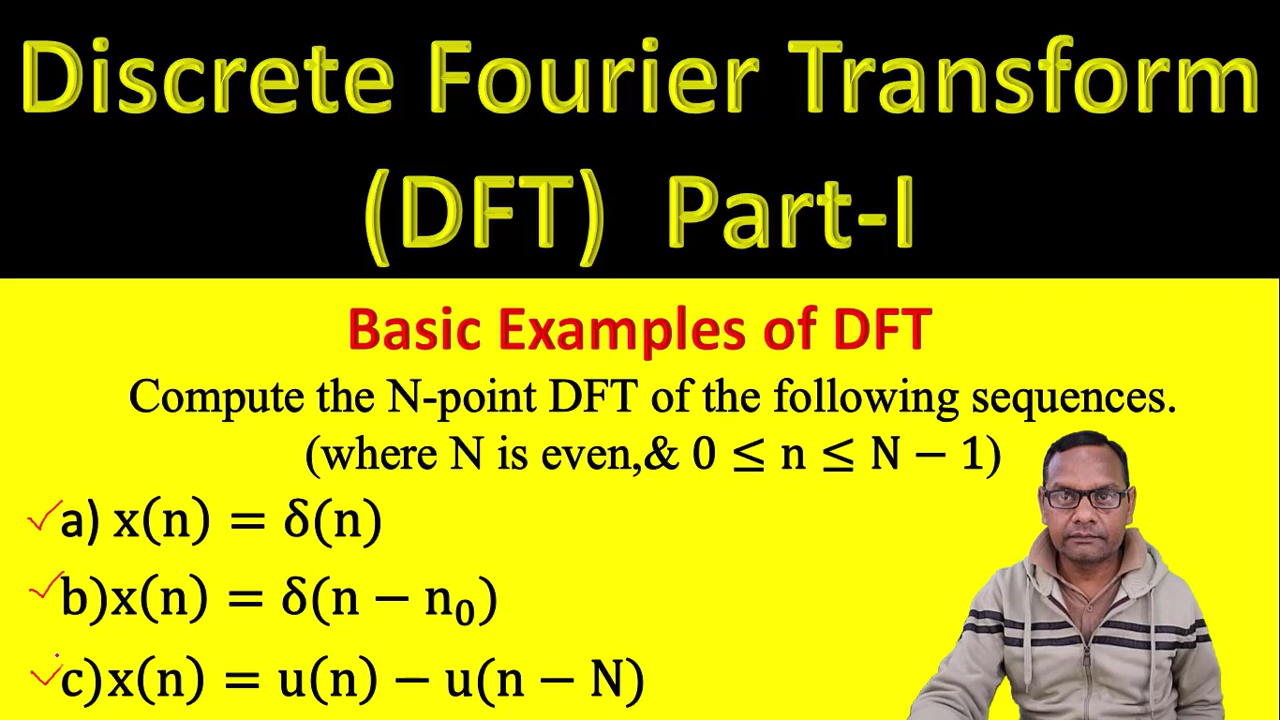 Discrete Fourier Transform
(DFT) Part-I
Basic Examples of DFT
Compute the N-point DFT of the following sequences.
(where N is even,& 0 ≤ n ≤ N − 1)
a) x(n) = δ(n)
b)x(n) = δ(n − n₀)
c)x(n) = u(n) − u(n − N)